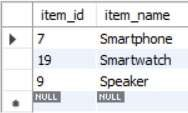 item_id item_name
7 Smartphone
19 Smartwatch
9 Speaker
NULL NULL